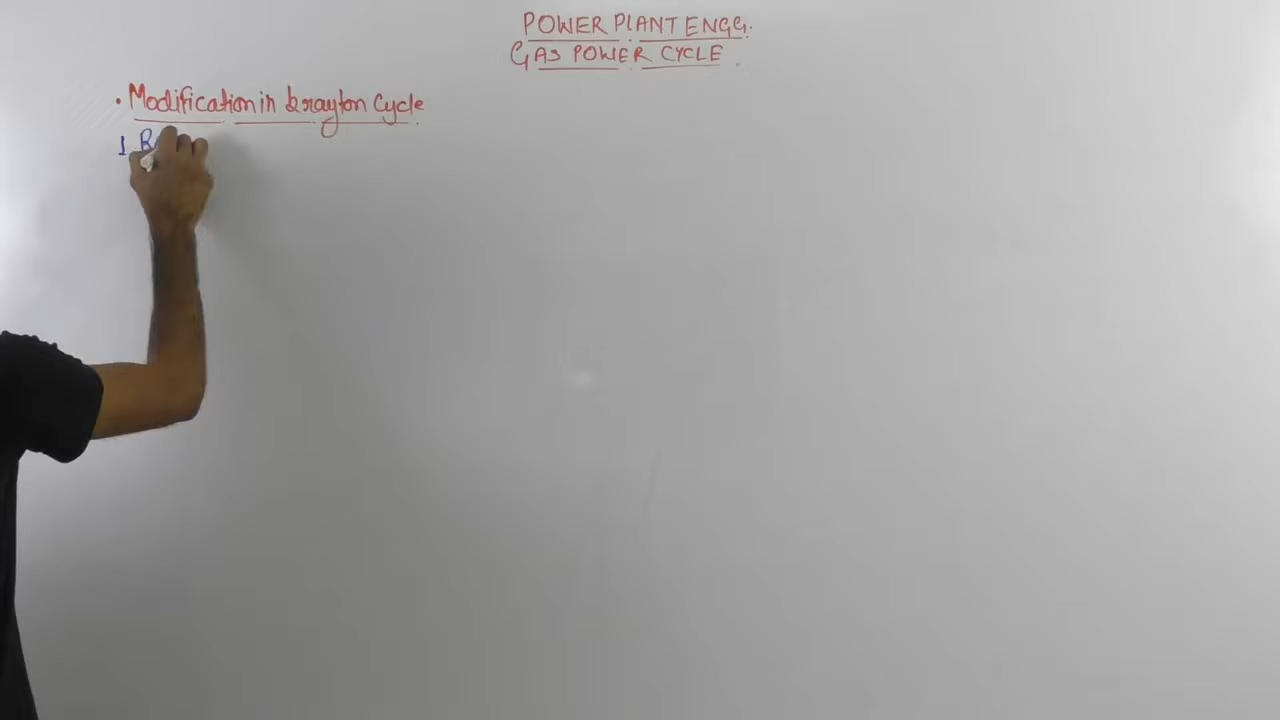 POWER PLANT ENGG.
GAS POWER CYCLE
• Modification in brayton Cycle
1